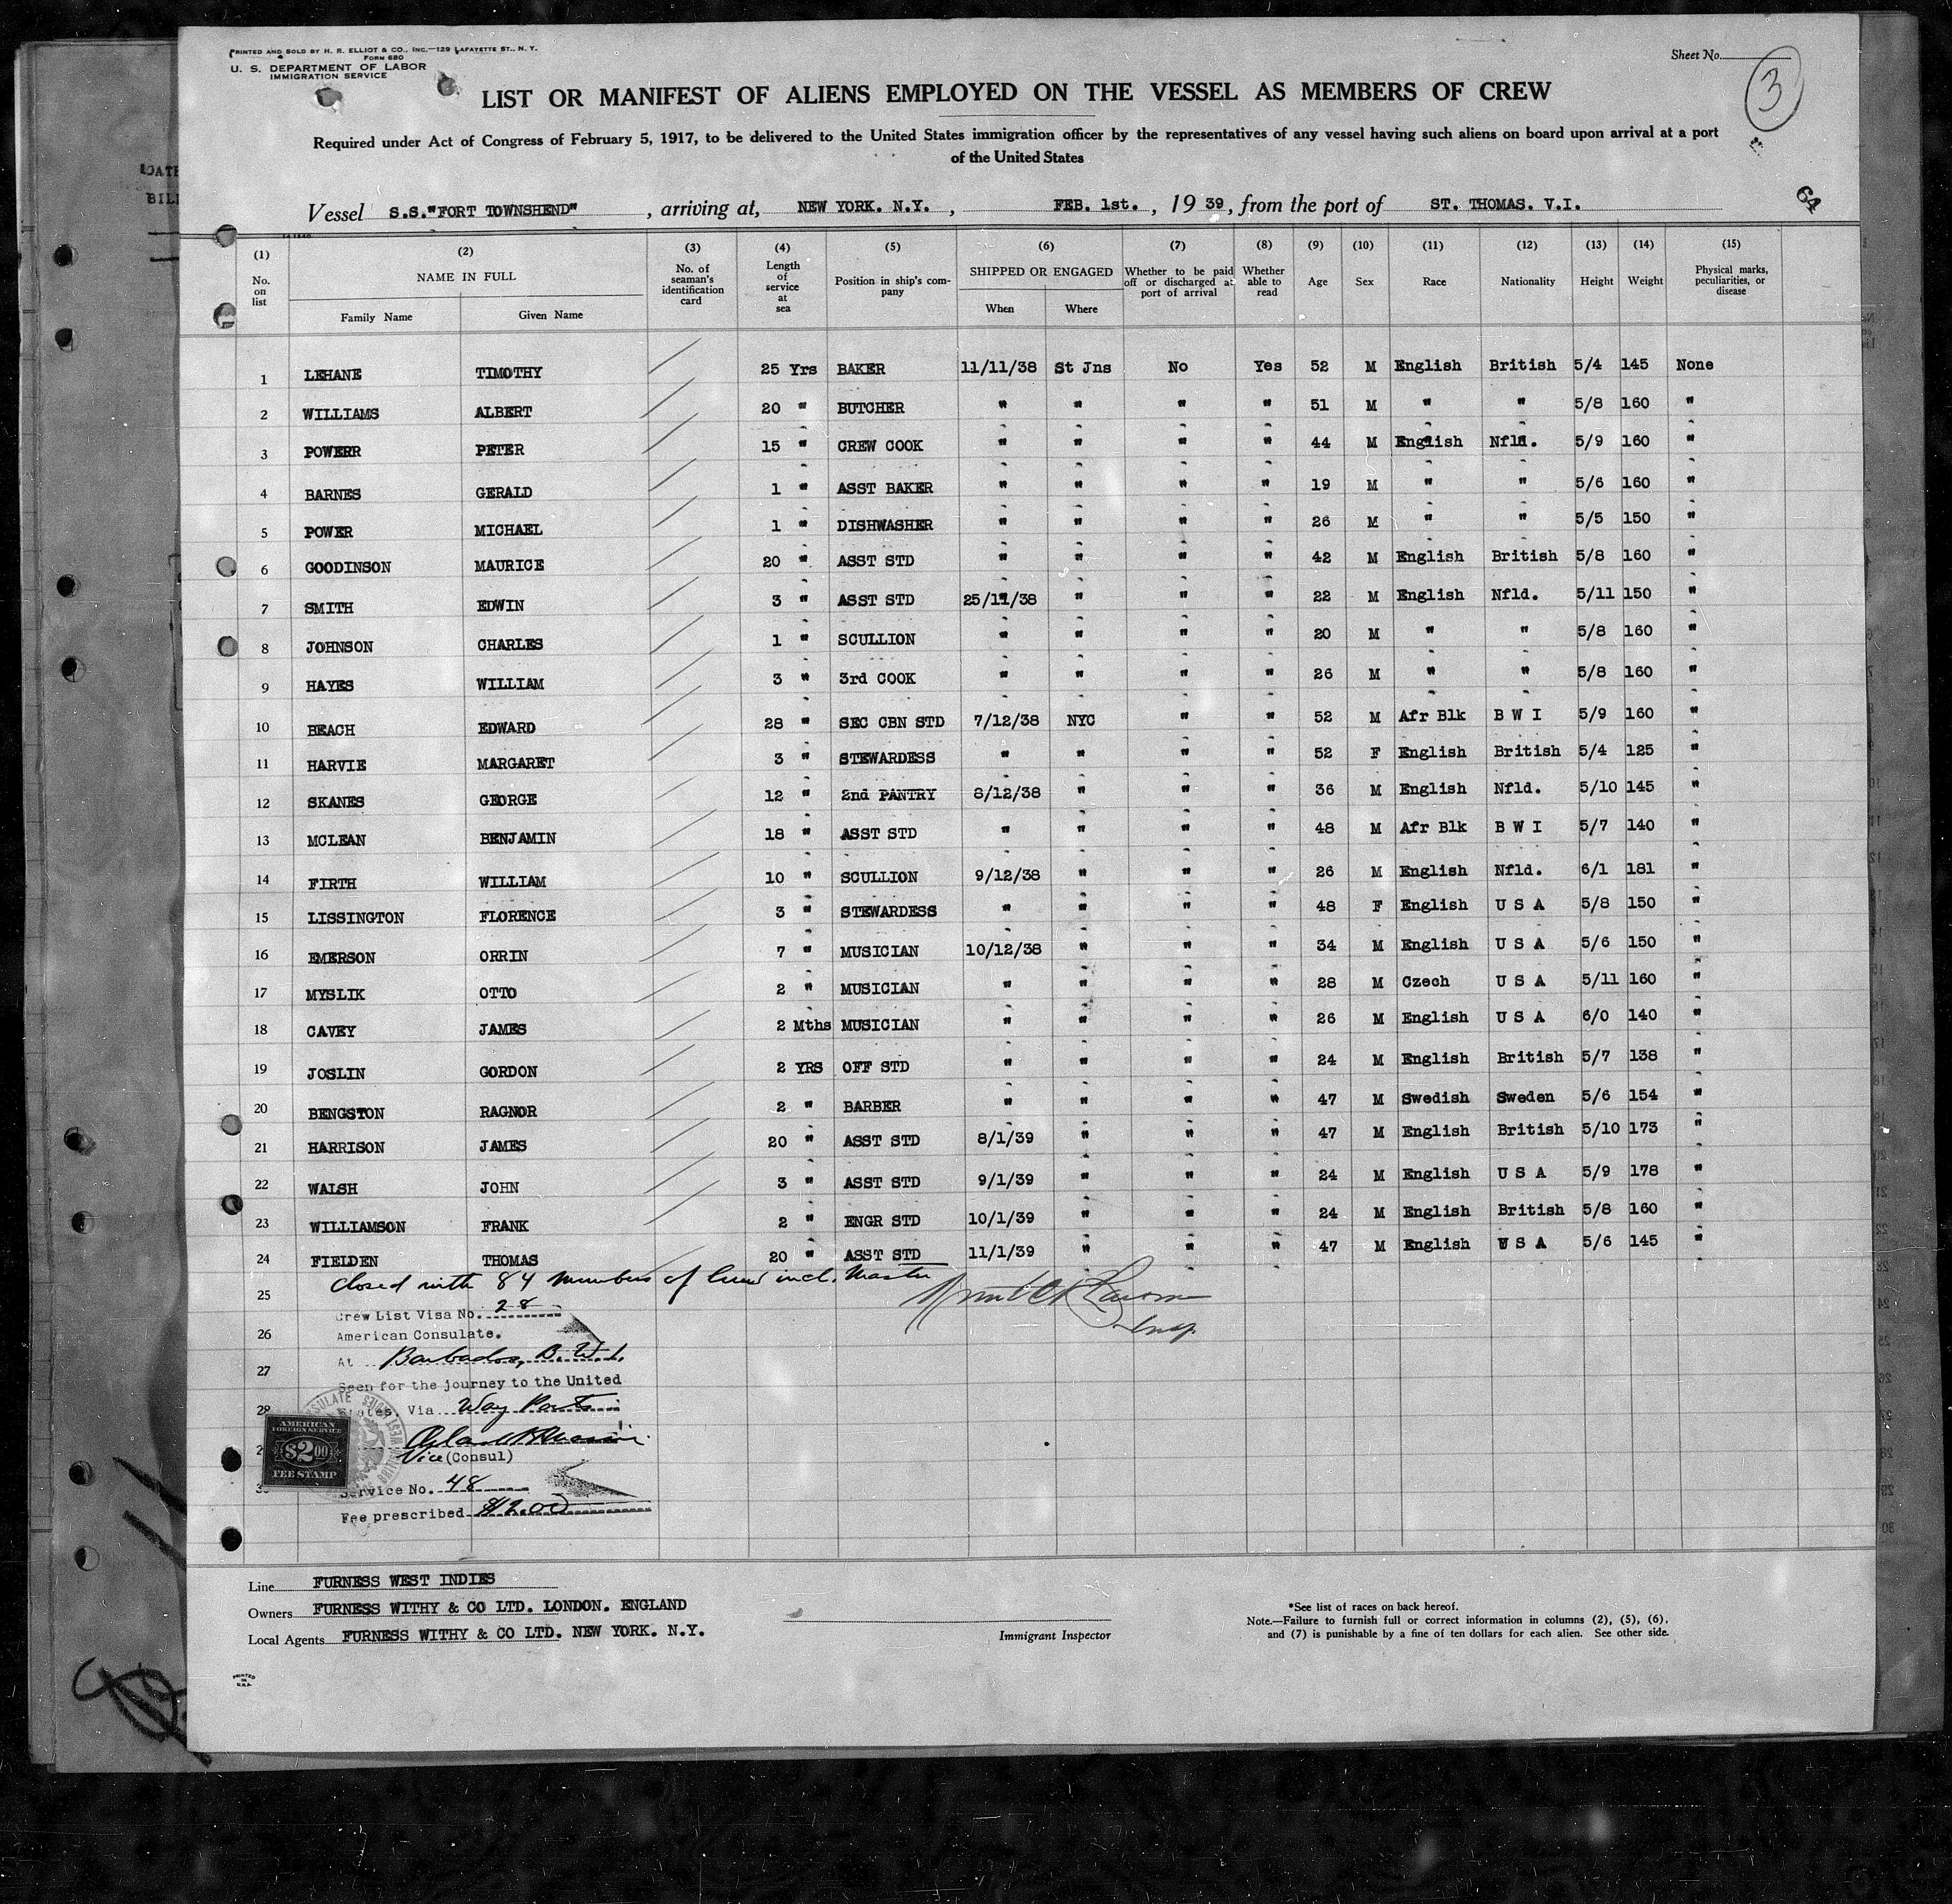 PRINTED AND SOLD BY H. R. ELLIOT & CO., INC.—129 LAFAYETTE ST., N. Y.
FORM 680
U. S. DEPARTMENT OF LABOR
IMMIGRATION SERVICE
Sheet No.
3
LIST OR MANIFEST OF ALIENS EMPLOYED ON THE VESSEL AS MEMBERS OF CREW
Required under Act of Congress of February 5, 1917, to be delivered to the United States immigration officer by the representatives of any vessel having such aliens on board upon arrival at a port
of the United States
64
Vessel S.S."FORT TOWNSHEND", arriving at, NEW YORK. N.Y., FEB. 1st., 19 39, from the port of ST. THOMAS. V.I.
(1) (2) (3) (4) (5) (6) (7) (8) (9) (10) (11) (12) (13) (14) (15)
No. on list NAME IN FULL Family Name Given Name No. of seaman's identification card Length of service at sea Position in ship's company SHIPPED OR ENGAGED When Where Whether to be paid off or discharged at port of arrival Whether able to read Age Sex Race Nationality Height Weight Physical marks, peculiarities, or disease
1 LEHANE TIMOTHY 25 Yrs BAKER 11/11/38 St Jns No Yes 52 M English British 5/4 145 None
2 WILLIAMS ALBERT 20 " BUTCHER " " " " 51 M " " 5/8 160 "
3 POWERR PETER 15 " CREW COOK " " " " 44 M English Nfld. 5/9 160 "
4 BARNES GERALD 1 " ASST BAKER " " " " 19 M " " 5/6 160 "
5 POWER MICHAEL 1 " DISHWASHER " " " " 26 M " " 5/5 150 "
6 GOODINSON MAURICE 20 " ASST STD " " " " 42 M English British 5/8 160 "
7 SMITH EDWIN 3 " ASST STD 25/11/38 " " " 22 M English Nfld. 5/11 150 "
8 JOHNSON CHARLES 1 " SCULLION " " " " 20 M " " 5/8 160 "
9 HAYES WILLIAM 3 " 3rd COOK " " " " 26 M " " 5/8 160 "
10 BEACH EDWARD 28 " SEC CBN STD 7/12/38 NYC " " 52 M Afr Blk B W I 5/9 160 "
11 HARVIE MARGARET 3 " STEWARDESS " " " " 52 F English British 5/4 125 "
12 SKANES GEORGE 12 " 2nd PANTRY 8/12/38 " " " 36 M English Nfld. 5/10 145 "
13 MCLEAN BENJAMIN 18 " ASST STD " " " " 48 M Afr Blk B W I 5/7 140 "
14 FIRTH WILLIAM 10 " SCULLION 9/12/38 " " " 26 M English Nfld. 6/1 181 "
15 LISSINGTON FLORENCE 3 " STEWARDESS " " " " 48 F English U S A 5/8 150 "
16 EMERSON ORRIN 7 " MUSICIAN 10/12/38 " " " 34 M English U S A 5/6 150 "
17 MYSLIK OTTO 2 " MUSICIAN " " " " 28 M Czech U S A 5/11 160 "
18 CAVEY JAMES 2 Mths MUSICIAN " " " " 26 M English U S A 6/0 140 "
19 JOSLIN GORDON 2 YRS OFF STD " " " " 24 M English British 5/7 138 "
20 BENGSTON RAGNOR 2 " BARBER " " " " 47 M Swedish Sweden 5/6 154 "
21 HARRISON JAMES 20 " ASST STD 8/1/39 " " " 47 M English British 5/10 173 "
22 WALSH JOHN 3 " ASST STD 9/1/39 " " " 24 M English U S A 5/9 178 "
23 WILLIAMSON FRANK 2 " ENGR STD 10/1/39 " " " 24 M English British 5/8 160 "
24 FIELDEN THOMAS 20 " ASST STD 11/1/39 " " " 47 M English U S A 5/6 145 "
Closed with 84 members of Crew incl. Master
25
Crew List Visa No. 28
26 American Consulate.
27 At Barbados, B.W.I.
Seen for the journey to the United
28 States. Via Way Ports
Vice (Consul)
AMERICAN
FOREIGN SERVICE
$2.00
FEE STAMP
Service No. 48
Fee prescribed $2.00
Line FURNESS WEST INDIES
Owners FURNESS WITHY & CO LTD. LONDON. ENGLAND
Local Agents FURNESS WITHY & CO LTD. NEW YORK. N.Y.
Immigrant Inspector
*See list of races on back hereof.
Note.—Failure to furnish full or correct information in columns (2), (5), (6),
and (7) is punishable by a fine of ten dollars for each alien. See other side.
PRINTED
IN
U.S.A.